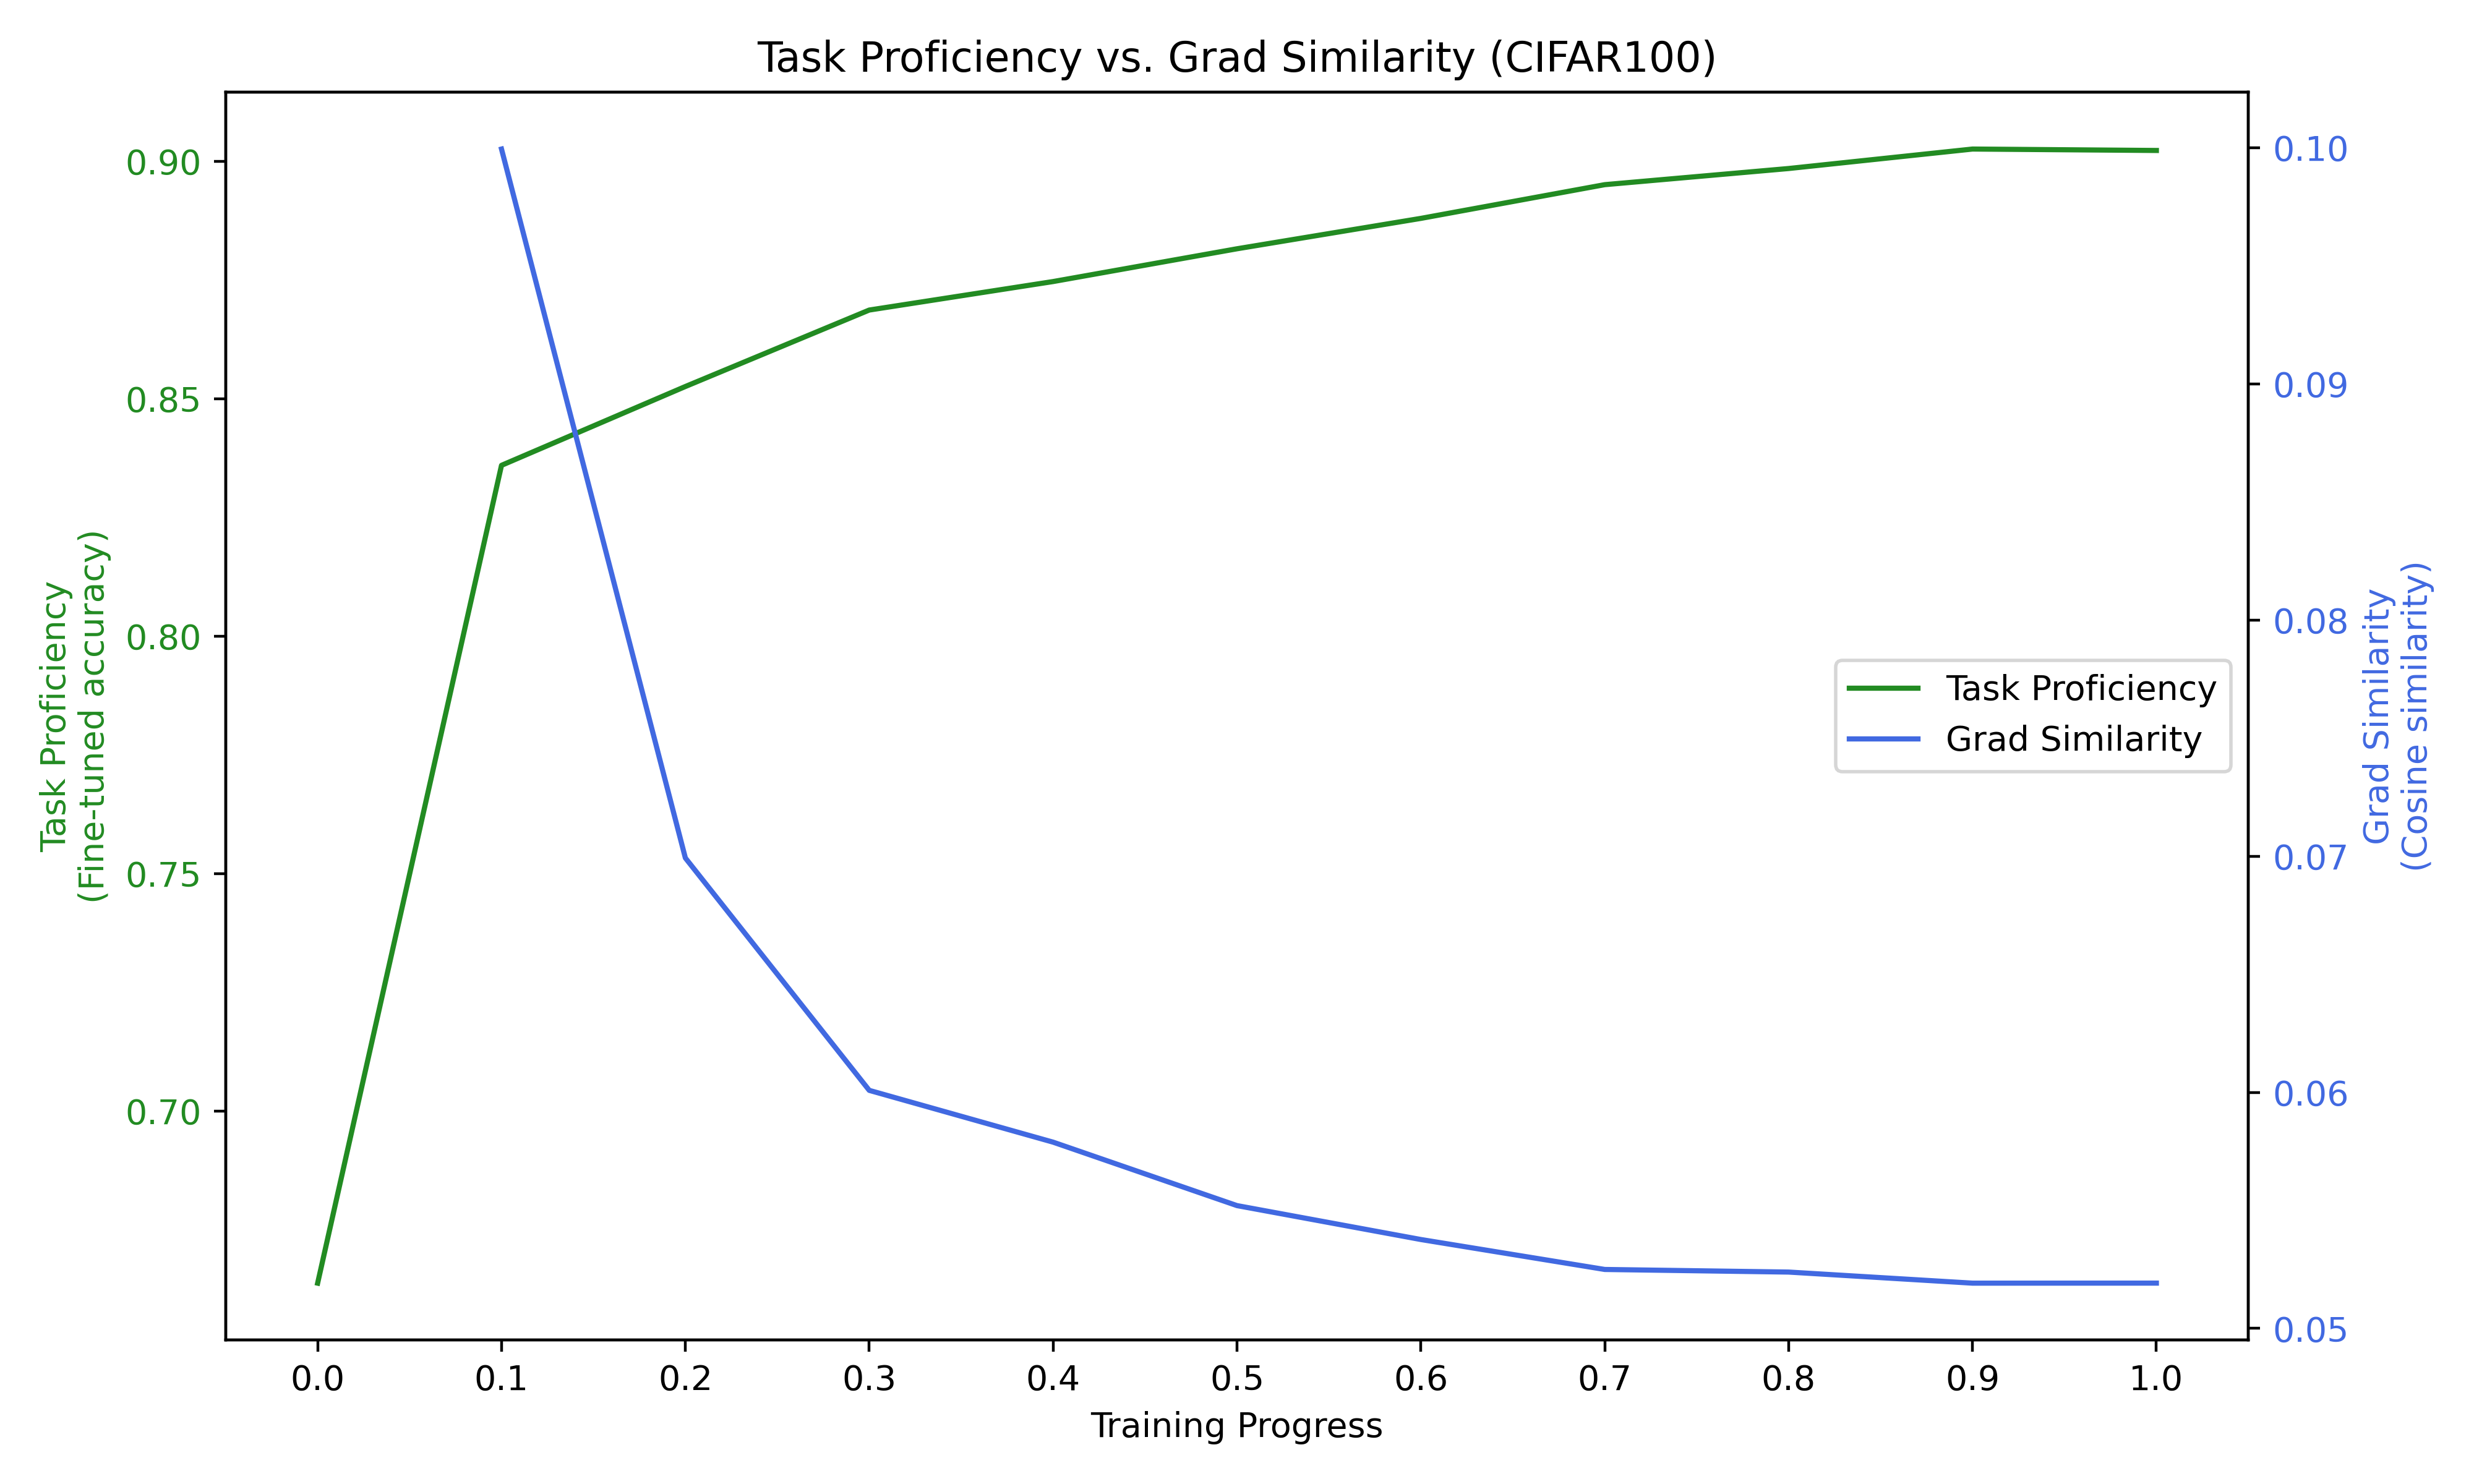 Task Proficiency vs. Grad Similarity (CIFAR100)
Task Proficiency
(Fine-tuned accuracy)
0.90
0.85
0.80
0.75
0.70
0.10
0.09
0.08
0.07
0.06
0.05
Grad Similarity
(Cosine similarity)
Task Proficiency
Grad Similarity
0.0 0.1 0.2 0.3 0.4 0.5 0.6 0.7 0.8 0.9 1.0
Training Progress